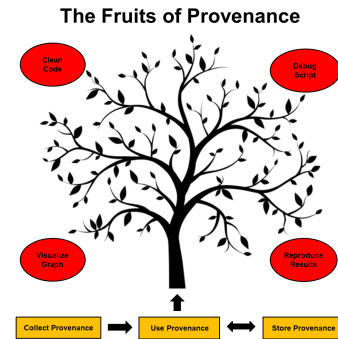 The Fruits of Provenance
Clean
Code
Debug
Script
Visualize
Graph
Reproduce
Results
Collect Provenance
Use Provenance
Store Provenance